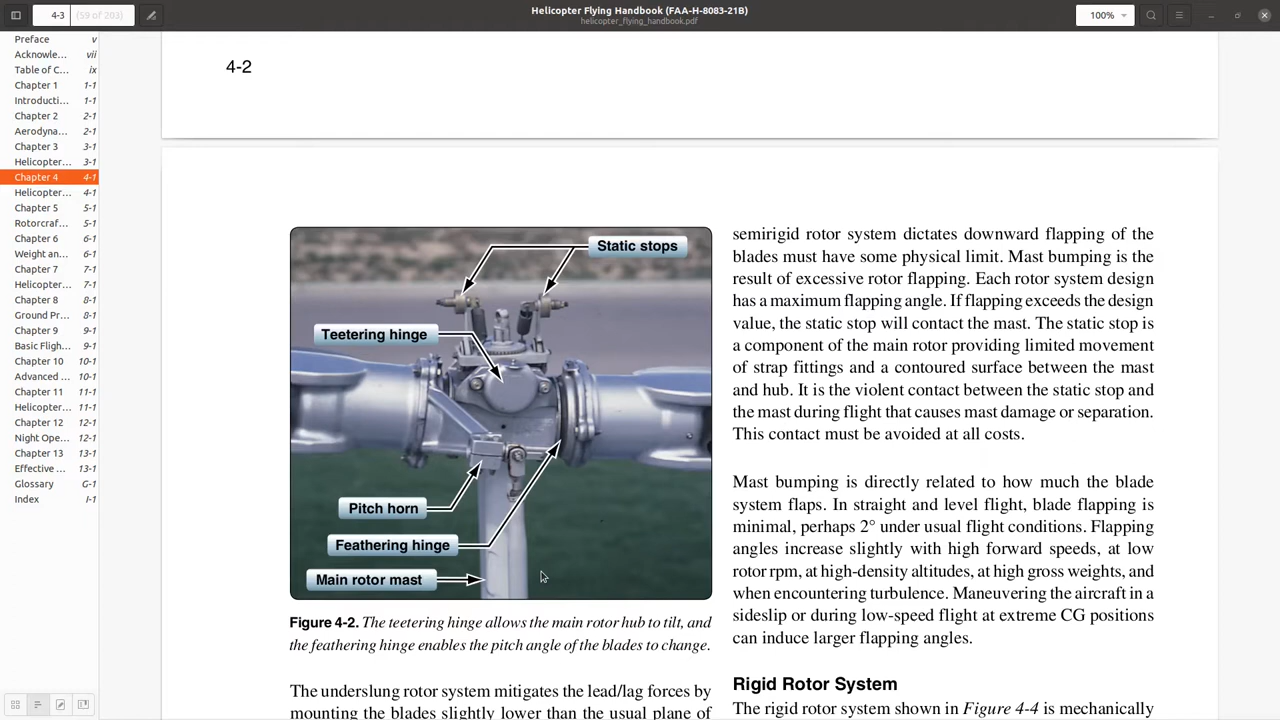 4-3
(59 of 203)
Helicopter Flying Handbook (FAA-H-8083-21B)
helicopter_flying_handbook.pdf
100%
Preface v
Acknowle... vii
Table of C... ix
Chapter 1 1-1
Introducti... 1-1
Chapter 2 2-1
Aerodyna... 2-1
Chapter 3 3-1
Helicopter... 3-1
Chapter 4 4-1
Helicopter... 4-1
Chapter 5 5-1
Rotorcraf... 5-1
Chapter 6 6-1
Weight an... 6-1
Chapter 7 7-1
Helicopter... 7-1
Chapter 8 8-1
Ground Pr... 8-1
Chapter 9 9-1
Basic Fligh... 9-1
Chapter 10 10-1
Advanced ... 10-1
Chapter 11 11-1
Helicopter... 11-1
Chapter 12 12-1
Night Ope... 12-1
Chapter 13 13-1
Effective ... 13-1
Glossary G-1
Index I-1
4-2
Static stops
Teetering hinge
Pitch horn
Feathering hinge
Main rotor mast
Figure 4-2. The teetering hinge allows the main rotor hub to tilt, and
the feathering hinge enables the pitch angle of the blades to change.
The underslung rotor system mitigates the lead/lag forces by
mounting the blades slightly lower than the usual plane of
semirigid rotor system dictates downward flapping of the
blades must have some physical limit. Mast bumping is the
result of excessive rotor flapping. Each rotor system design
has a maximum flapping angle. If flapping exceeds the design
value, the static stop will contact the mast. The static stop is
a component of the main rotor providing limited movement
of strap fittings and a contoured surface between the mast
and hub. It is the violent contact between the static stop and
the mast during flight that causes mast damage or separation.
This contact must be avoided at all costs.
Mast bumping is directly related to how much the blade
system flaps. In straight and level flight, blade flapping is
minimal, perhaps 2° under usual flight conditions. Flapping
angles increase slightly with high forward speeds, at low
rotor rpm, at high-density altitudes, at high gross weights, and
when encountering turbulence. Maneuvering the aircraft in a
sideslip or during low-speed flight at extreme CG positions
can induce larger flapping angles.
Rigid Rotor System
The rigid rotor system shown in Figure 4-4 is mechanically